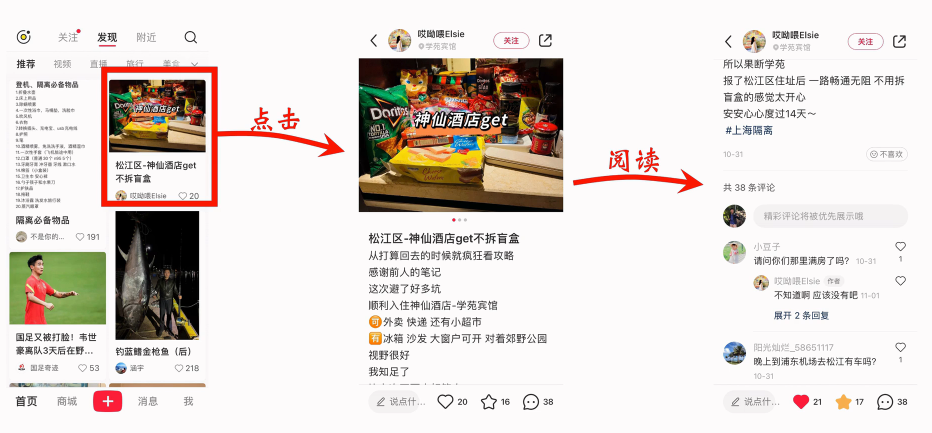 关注
发现
附近
推荐
视频
直播
旅行
美食
登机、隔离必备物品
隔离必备物品
不是你的...
191
国足又被打脸！韦世
豪离队3天后在野...
国足奇迹
53
Doritos
神仙酒店get
松江区-神仙酒店get
不拆盲盒
哎呦喂Elsie
20
钓蓝鳍金枪鱼（后）
涵宇
218
首页
商城
消息
我
点击
哎呦喂Elsie
学苑宾馆
关注
Doritos
神仙酒店get
松江区-神仙酒店get不拆盲盒
从打算回去的时候就疯狂看攻略
感谢前人的笔记
这次避了好多坑
顺利入住神仙酒店-学苑宾馆
可外卖 快递 还有小超市
有冰箱 沙发 大窗户可开 对着郊野公园
视野很好
我知足了
说点什...
20
16
38
阅读
哎呦喂Elsie
学苑宾馆
关注
所以果断学苑
报了松江区住址后 一路畅通无阻 不用拆
盲盒的感觉太开心
安安心心度过14天～
#上海隔离
10-31
不喜欢
共 38 条评论
精彩评论将被优先展示哦
小豆子
请问你们那里满房了吗？ 10-31
1
哎呦喂Elsie 作者
不知道啊 应该没有吧 11-01
展开 2 条回复
阳光灿烂_58651117
晚上到浦东机场去松江有车吗？
10-31
1
说点什...
21
17
38